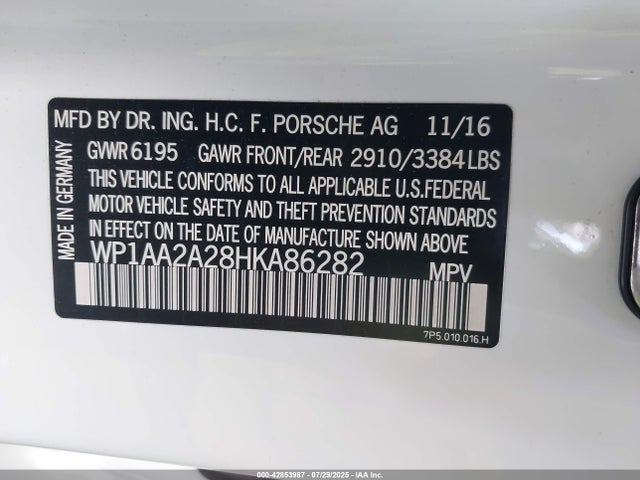 MFD BY DR. ING. H.C. F. PORSCHE AG 11/16
GVWR 6195 GAWR FRONT/REAR 2910/3384 LBS
THIS VEHICLE CONFORMS TO ALL APPLICABLE U.S.FEDERAL
MOTOR VEHICLE SAFETY AND THEFT PREVENTION STANDARDS
IN EFFECT ON THE DATE OF MANUFACTURE SHOWN ABOVE
WP1AA2A28HKA86282 MPV
MADE IN GERMANY
7P5.010.016.H
000-42853987 - 07/29/2025 - IAA Inc.